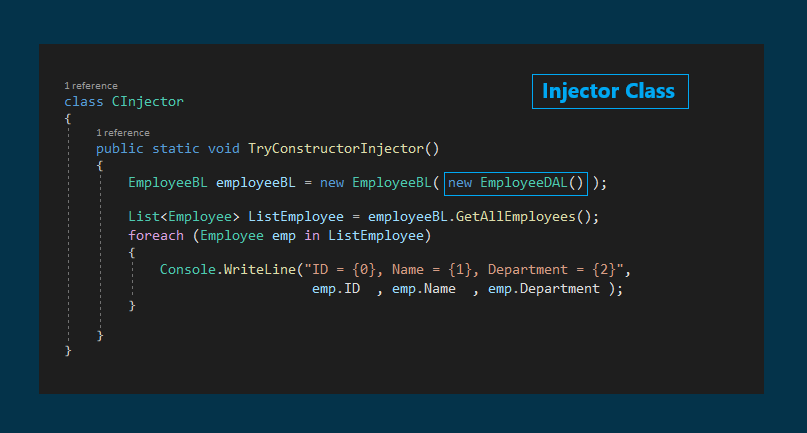 Injector Class
1 reference
class CInjector
{
1 reference
public static void TryConstructorInjector()
{
EmployeeBL employeeBL = new EmployeeBL( new EmployeeDAL() );
List<Employee> ListEmployee = employeeBL.GetAllEmployees();
foreach (Employee emp in ListEmployee)
{
Console.WriteLine("ID = {0}, Name = {1}, Department = {2}",
emp.ID  , emp.Name  , emp.Department );
}
}
}